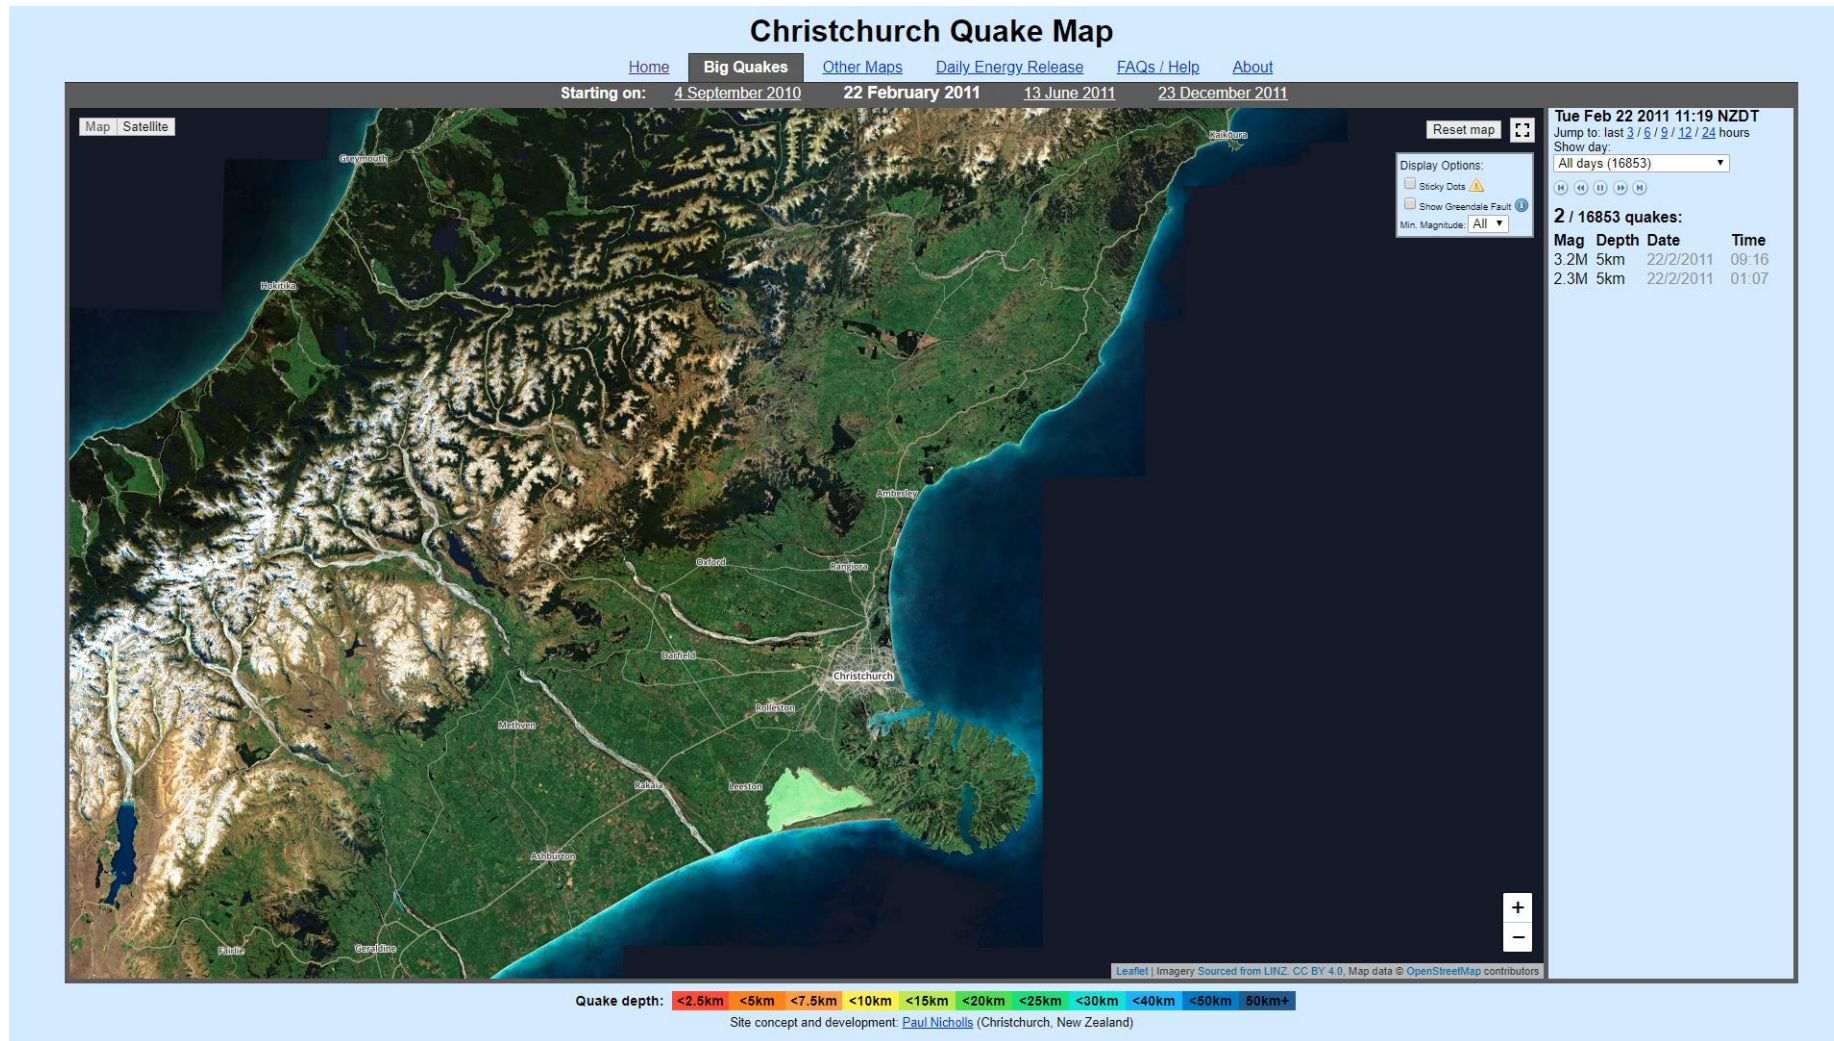 Christchurch Quake Map
Home Big Quakes Other Maps Daily Energy Release FAQs / Help About
Starting on: 4 September 2010 22 February 2011 13 June 2011 23 December 2011
Map Satellite
Greymouth
Kaikōura
Hokitika
Amberley
Oxford
Rangiora
Darfield
Christchurch
Rolleston
Methven
Rakaia
Leeston
Ashburton
Fairlie
Geraldine
Reset map
Display Options:
Sticky Dots
Show Greendale Fault
Min. Magnitude: All
+
−
Leaflet | Imagery Sourced from LINZ. CC BY 4.0, Map data © OpenStreetMap contributors
Tue Feb 22 2011 11:19 NZDT
Jump to: last 3 / 6 / 9 / 12 / 24 hours
Show day:
All days (16853)
2 / 16853 quakes:
Mag Depth Date Time
3.2M 5km 22/2/2011 09:16
2.3M 5km 22/2/2011 01:07
Quake depth: <2.5km <5km <7.5km <10km <15km <20km <25km <30km <40km <50km 50km+
Site concept and development: Paul Nicholls (Christchurch, New Zealand)